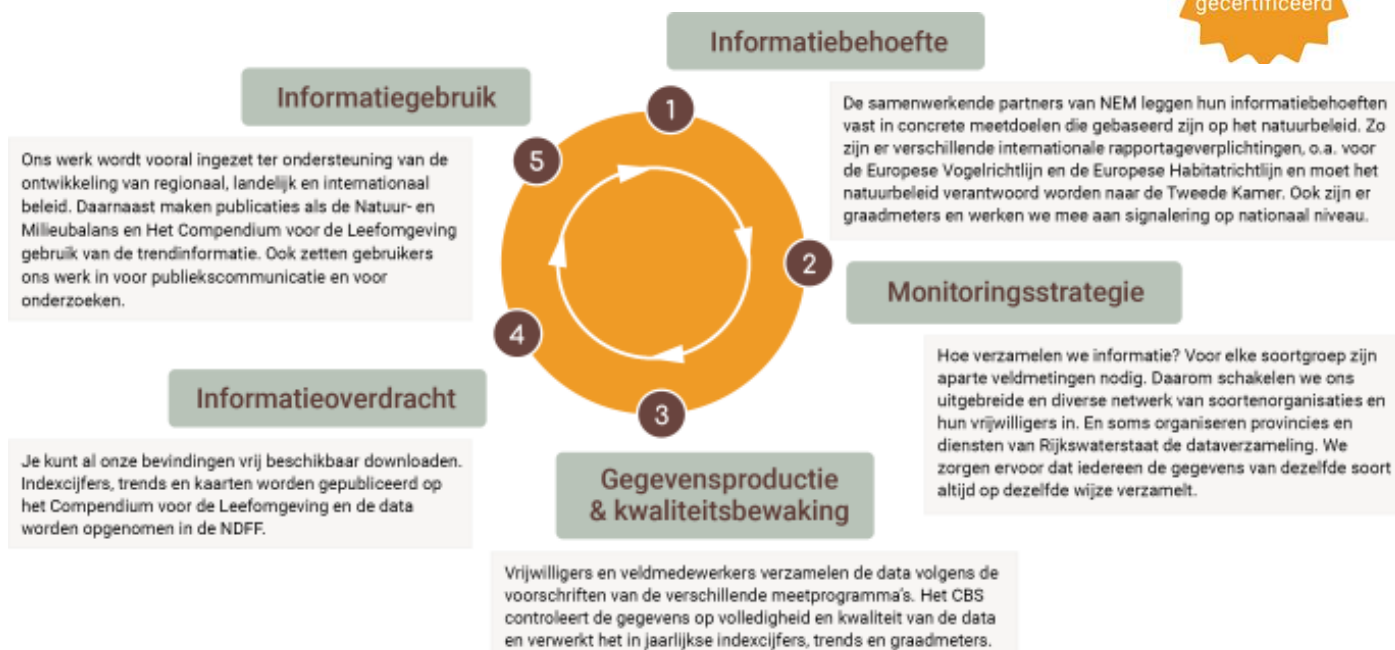 gecertificeerd
Informatiebehoefte
1
De samenwerkende partners van NEM leggen hun informatiebehoeften
vast in concrete meetdoelen die gebaseerd zijn op het natuurbeleid. Zo
zijn er verschillende internationale rapportageverplichtingen, o.a. voor
de Europese Vogelrichtlijn en de Europese Habitatrichtlijn en moet het
natuurbeleid verantwoord worden naar de Tweede Kamer. Ook zijn er
graadmeters en werken we mee aan signalering op nationaal niveau.
2
Monitoringsstrategie
Hoe verzamelen we informatie? Voor elke soortgroep zijn
aparte veldmetingen nodig. Daarom schakelen we ons
uitgebreide en diverse netwerk van soortenorganisaties en
hun vrijwilligers in. En soms organiseren provincies en
diensten van Rijkswaterstaat de dataverzameling. We
zorgen ervoor dat iedereen de gegevens van dezelfde soort
altijd op dezelfde wijze verzamelt.
3
Gegevensproductie
& kwaliteitsbewaking
Vrijwilligers en veldmedewerkers verzamelen de data volgens de
voorschriften van de verschillende meetprogramma's. Het CBS
controleert de gegevens op volledigheid en kwaliteit van de data
en verwerkt het in jaarlijkse indexcijfers, trends en graadmeters.
4
Informatieoverdracht
Je kunt al onze bevindingen vrij beschikbaar downloaden.
Indexcijfers, trends en kaarten worden gepubliceerd op
het Compendium voor de Leefomgeving en de data
worden opgenomen in de NDFF.
5
Informatiegebruik
Ons werk wordt vooral ingezet ter ondersteuning van de
ontwikkeling van regionaal, landelijk en internationaal
beleid. Daarnaast maken publicaties als de Natuur- en
Milieubalans en Het Compendium voor de Leefomgeving
gebruik van de trendinformatie. Ook zetten gebruikers
ons werk in voor publiekscommunicatie en voor
onderzoeken.